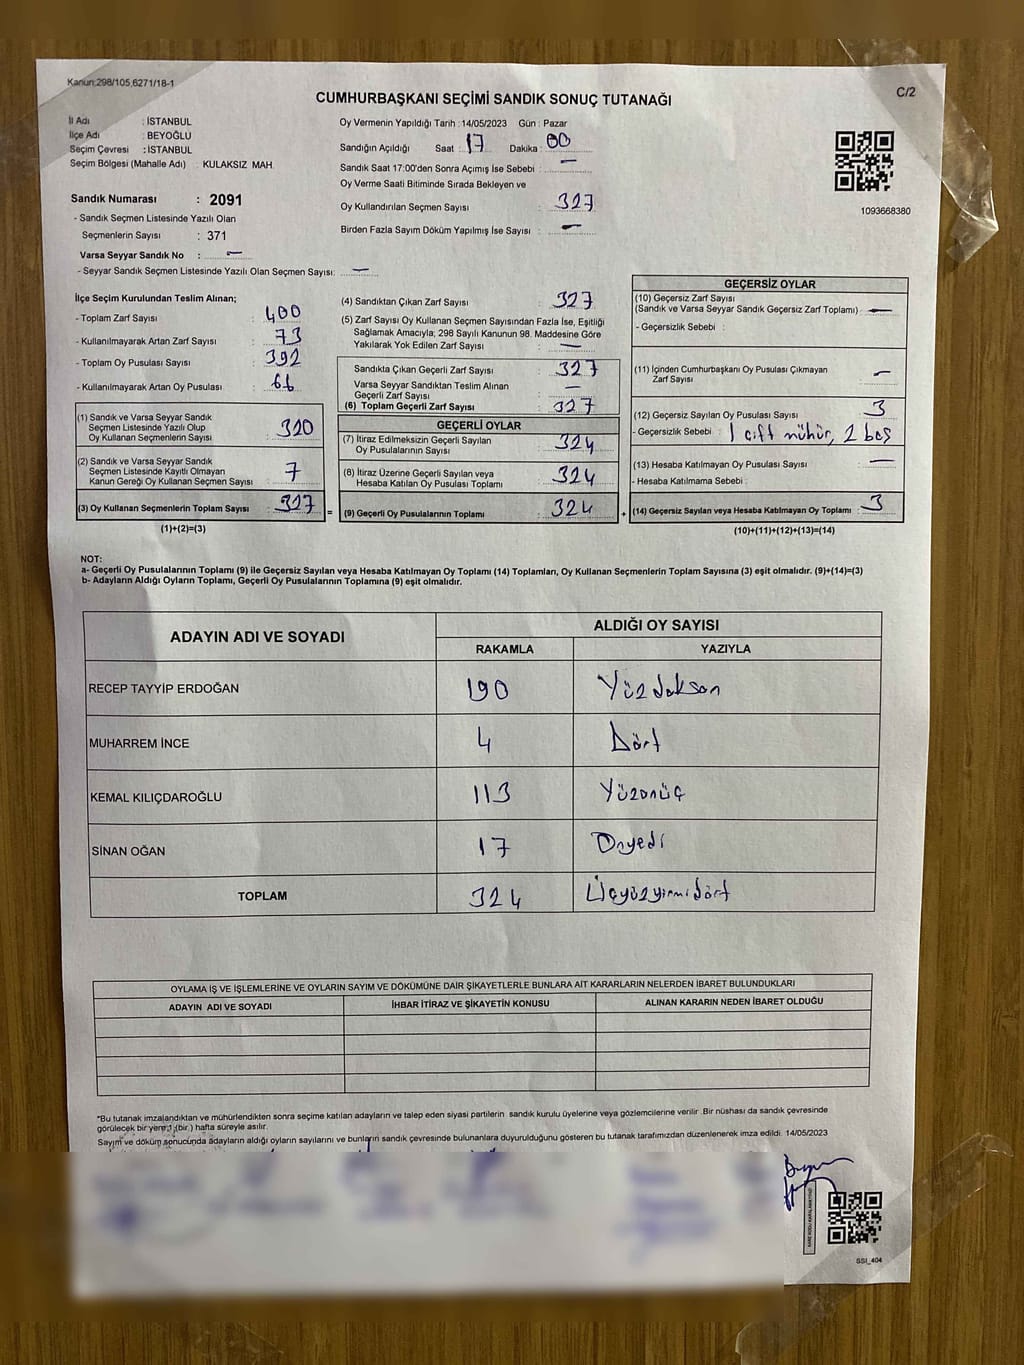 Kanun:298/105,6271/18-1
C/2
CUMHURBAŞKANI SEÇİMİ SANDIK SONUÇ TUTANAĞI
İl Adı : İSTANBUL
İlçe Adı : BEYOĞLU
Seçim Çevresi : İSTANBUL
Seçim Bölgesi (Mahalle Adı) : KULAKSIZ MAH.
Sandık Numarası : 2091
- Sandık Seçmen Listesinde Yazılı Olan
Seçmenlerin Sayısı : 371
Varsa Seyyar Sandık No : —
- Seyyar Sandık Seçmen Listesinde Yazılı Olan Seçmen Sayısı: —
Oy Vermenin Yapıldığı Tarih : 14/05/2023 Gün : Pazar
Sandığın Açıldığı Saat : 17 Dakika : 00
Sandık Saat 17:00'den Sonra Açımış İse Sebebi : —
Oy Verme Saati Bitiminde Sırada Bekleyen ve
Oy Kullandırılan Seçmen Sayısı : 327
Birden Fazla Sayım Döküm Yapılmış İse Sayısı : —
1093668380
İlçe Seçim Kurulundan Teslim Alınan;
- Toplam Zarf Sayısı : 400
- Kullanılmayarak Artan Zarf Sayısı : 73
- Toplam Oy Pusulası Sayısı : 392
- Kullanılmayarak Artan Oy Pusulası : 66
(1) Sandık ve Varsa Seyyar Sandık
Seçmen Listesinde Yazılı Olup
Oy Kullanan Seçmenlerin Sayısı : 320
(2) Sandık ve Varsa Seyyar Sandık
Seçmen Listesinde Kayıtlı Olmayan
Kanun Gereği Oy Kullanan Seçmen Sayısı : 7
(3) Oy Kullanan Seçmenlerin Toplam Sayısı : 327
=
(1)+(2)=(3)
(4) Sandıktan Çıkan Zarf Sayısı : 327
(5) Zarf Sayısı Oy Kullanan Seçmen Sayısından Fazla İse, Eşitliği
Sağlamak Amacıyla; 298 Sayılı Kanunun 98. Maddesine Göre
Yakılarak Yok Edilen Zarf Sayısı : —
Sandıkta Çıkan Geçerli Zarf Sayısı : 327
Varsa Seyyar Sandıktan Teslim Alınan
Geçerli Zarf Sayısı : —
(6) Toplam Geçerli Zarf Sayısı : 327
GEÇERLİ OYLAR
(7) İtiraz Edilmeksizin Geçerli Sayılan
Oy Pusulalarının Sayısı : 324
(8) İtiraz Üzerine Geçerli Sayılan veya
Hesaba Katılan Oy Pusulası Toplamı : 324
(9) Geçerli Oy Pusulalarının Toplamı : 324
+
GEÇERSİZ OYLAR
(10) Geçersiz Zarf Sayısı
(Sandık ve Varsa Seyyar Sandık Geçersiz Zarf Toplamı) : —
- Geçersizlik Sebebi :
(11) İçinden Cumhurbaşkanı Oy Pusulası Çıkmayan
Zarf Sayısı : —
(12) Geçersiz Sayılan Oy Pusulası Sayısı : 3
- Geçersizlik Sebebi : 1 çift mühür, 2 boş
(13) Hesaba Katılmayan Oy Pusulası Sayısı : —
- Hesaba Katılmama Sebebi :
(14) Geçersiz Sayılan veya Hesaba Katılmayan Oy Toplamı : 3
(10)+(11)+(12)+(13)=(14)
NOT:
a- Geçerli Oy Pusulalarının Toplamı (9) ile Geçersiz Sayılan veya Hesaba Katılmayan Oy Toplamı (14) Toplamları, Oy Kullanan Seçmenlerin Toplam Sayısına (3) eşit olmalıdır. (9)+(14)=(3)
b- Adayların Aldığı Oyların Toplamı, Geçerli Oy Pusulalarının Toplamına (9) eşit olmalıdır.
ADAYIN ADI VE SOYADI ALDIĞI OY SAYISI
RAKAMLA YAZIYLA
RECEP TAYYİP ERDOĞAN 190 Yüzdoksan
MUHARREM İNCE 4 Dört
KEMAL KILIÇDAROĞLU 113 Yüzonüç
SİNAN OĞAN 17 Onyedi
TOPLAM 324 Üçyüzyirmidört
OYLAMA İŞ VE İŞLEMLERİNE VE OYLARIN SAYIM VE DÖKÜMÜNE DAİR ŞİKAYETLERLE BUNLARA AİT KARARLARIN NELERDEN İBARET BULUNDUKLARI
ADAYIN ADI VE SOYADI İHBAR İTİRAZ VE ŞİKAYETİN KONUSU ALINAN KARARIN NEDEN İBARET OLDUĞU
*Bu tutanak imzalandıktan ve mühürlendikten sonra seçime katılan adayların ve talep eden siyasi partilerin sandık kurulu üyelerine veya gözlemcilerine verilir .Bir nüshası da sandık çevresinde
görülecek bir yere 1 (bir.) hafta süreyle asılır.
Sayım ve döküm sonucunda adayların aldığı oyların sayılarını ve bunların sandık çevresinde bulunanlara duyurulduğunu gösteren bu tutanak tarafımızdan düzenlenerek imza edildi. 14/05/2023
SSI_404